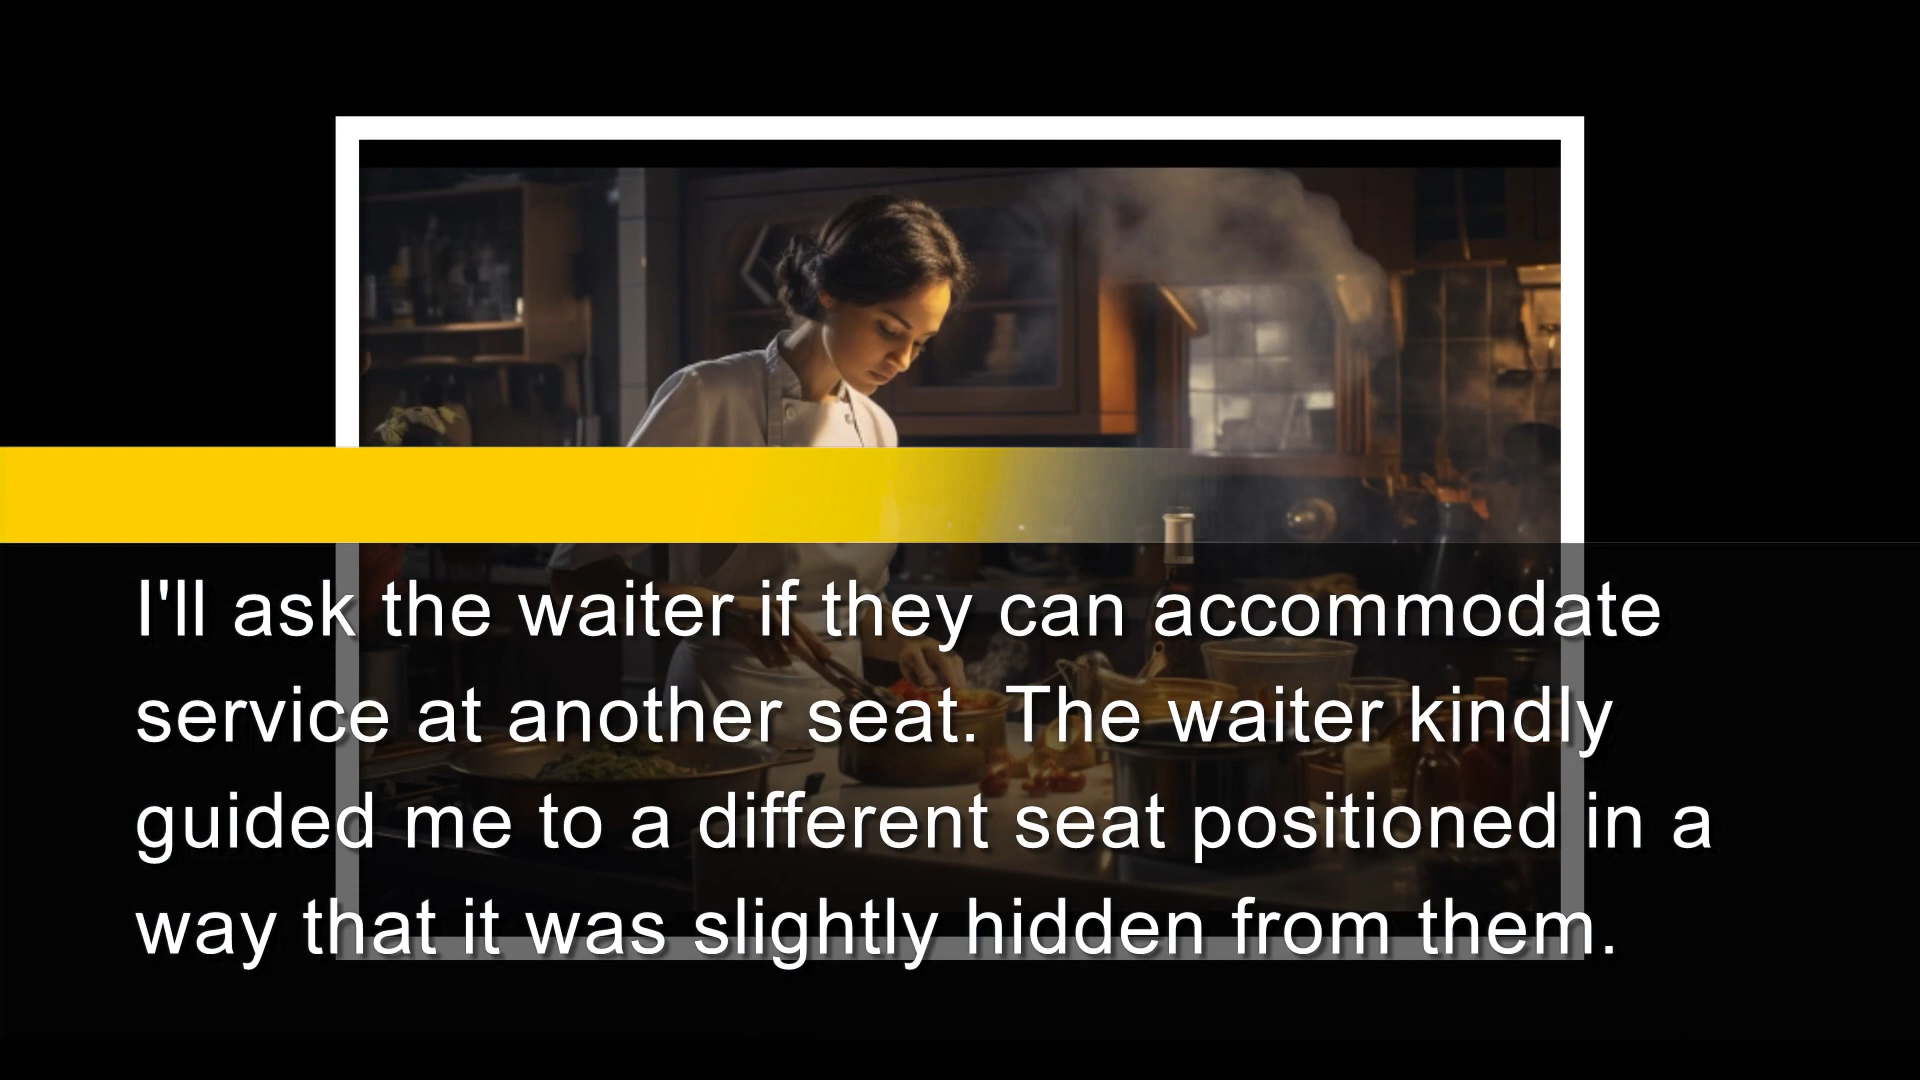 I'll ask the waiter if they can accommodate
service at another seat. The waiter kindly
guided me to a different seat positioned in a
way that it was slightly hidden from them.